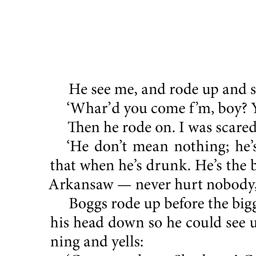 He see me, and rode up and s
‘Whar’d you come f’m, boy? Y
Then he rode on. I was scared
‘He don’t mean nothing; he’s
that when he’s drunk. He’s the b
Arkansaw — never hurt nobody,
Boggs rode up before the bigg
his head down so he could see u
ning and yells: